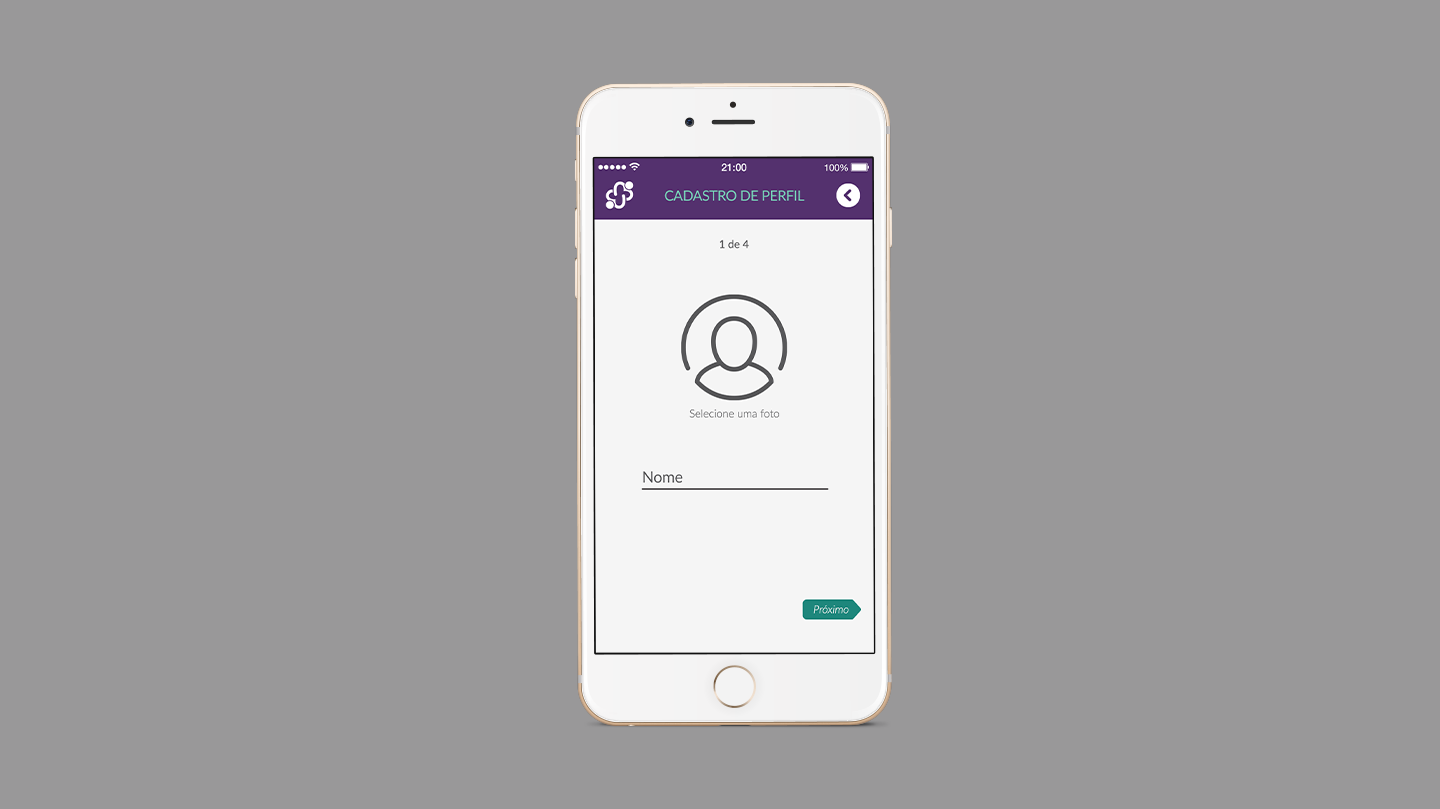 21:00
100%
CADASTRO DE PERFIL
1 de 4
Selecione uma foto
Nome
Próximo